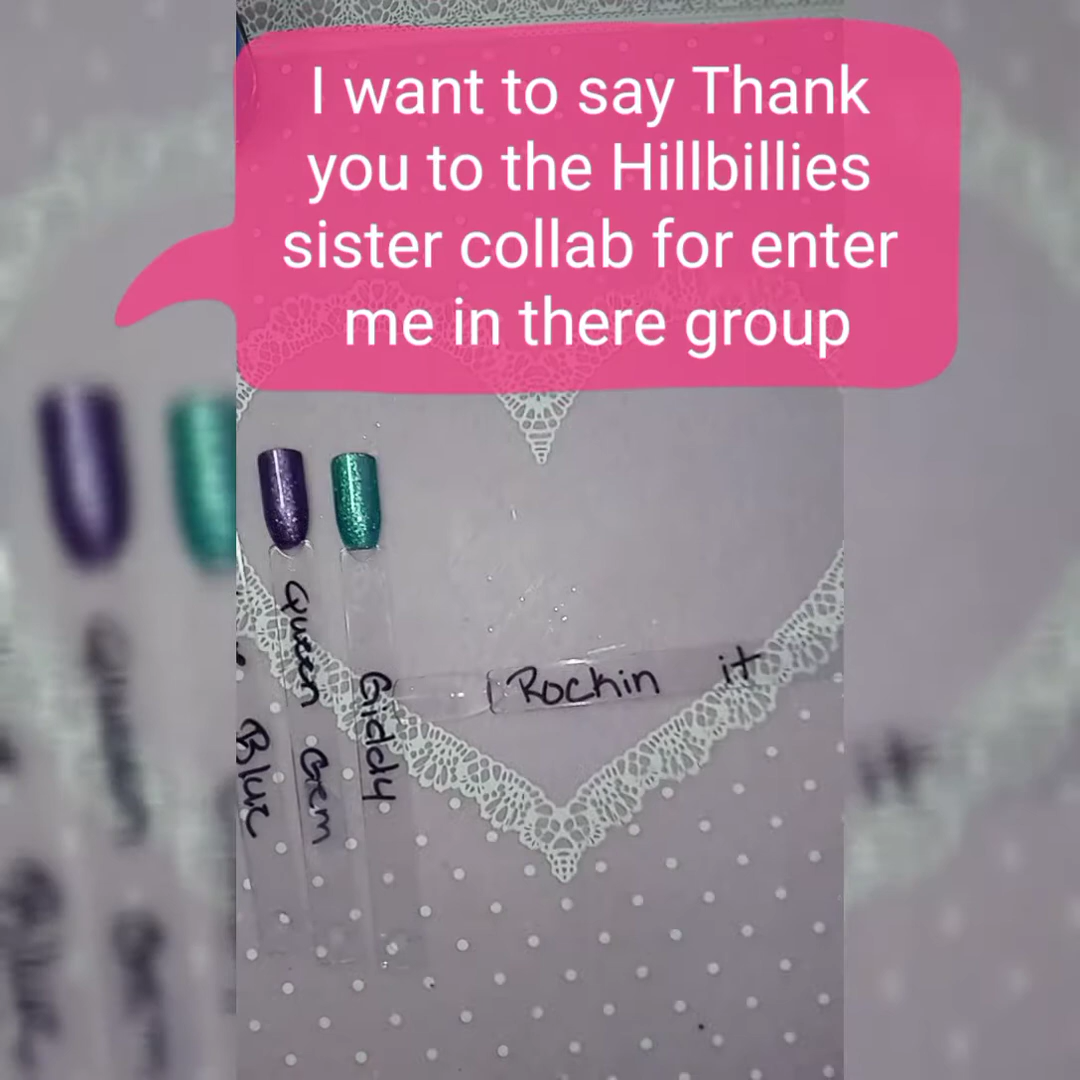 I want to say Thank
you to the Hillbillies
sister collab for enter
me in there group
Queen Gem
Giddy
Rockin it
Blue